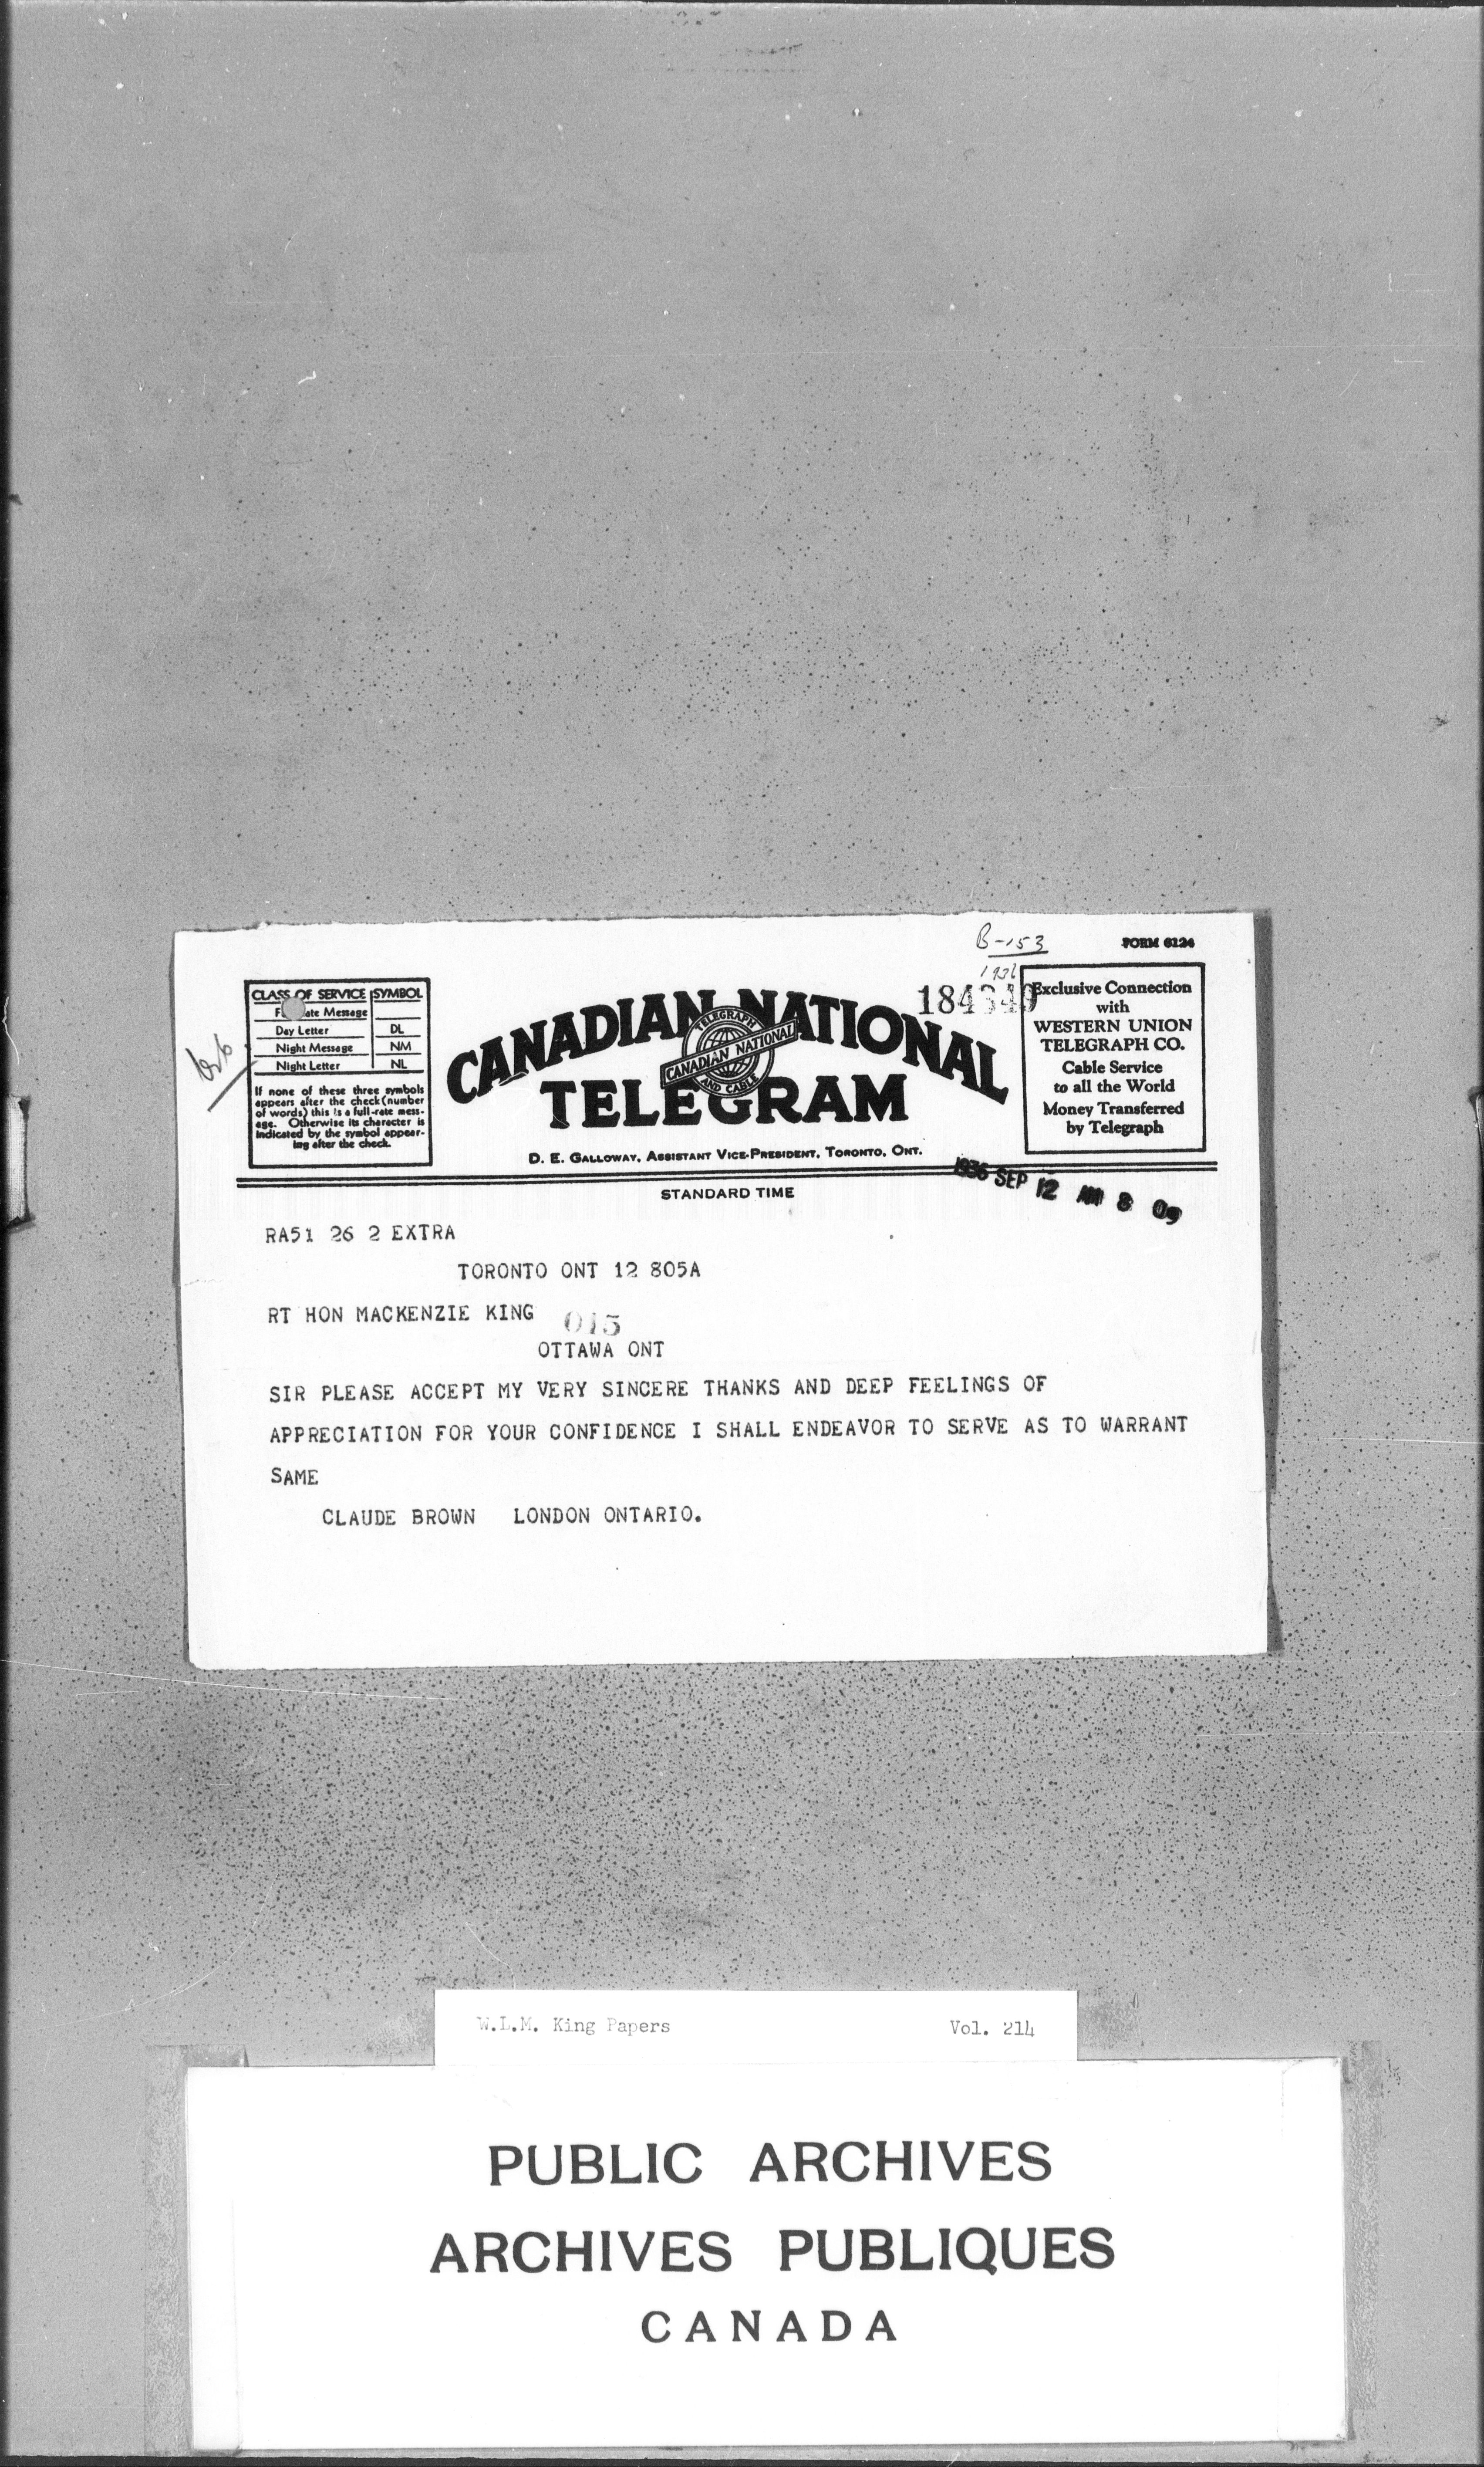 B-153
FORM 6124
CLASS OF SERVICE SYMBOL
Message
Day Letter DL
Night Message NM
Night Letter NL
If none of these three symbols
appears after the check (number
of words) this is a full-rate mess-
age. Otherwise its character is
indicated by the symbol appear-
ing after the check.
CANADIAN NATIONAL
TELEGRAM
TELEGRAPH
CANADIAN NATIONAL
AND CABLE
D. E. GALLOWAY, ASSISTANT VICE-PRESIDENT, TORONTO, ONT.
Exclusive Connection
with
WESTERN UNION
TELEGRAPH CO.
Cable Service
to all the World
Money Transferred
by Telegraph
STANDARD TIME
1936 SEP 12 AM 8 09
RA51 26 2 EXTRA
TORONTO ONT 12 805A
RT HON MACKENZIE KING
015
OTTAWA ONT
SIR PLEASE ACCEPT MY VERY SINCERE THANKS AND DEEP FEELINGS OF
APPRECIATION FOR YOUR CONFIDENCE I SHALL ENDEAVOR TO SERVE AS TO WARRANT
SAME
CLAUDE BROWN LONDON ONTARIO.
W.L.M. King Papers Vol. 214
PUBLIC ARCHIVES
ARCHIVES PUBLIQUES
CANADA